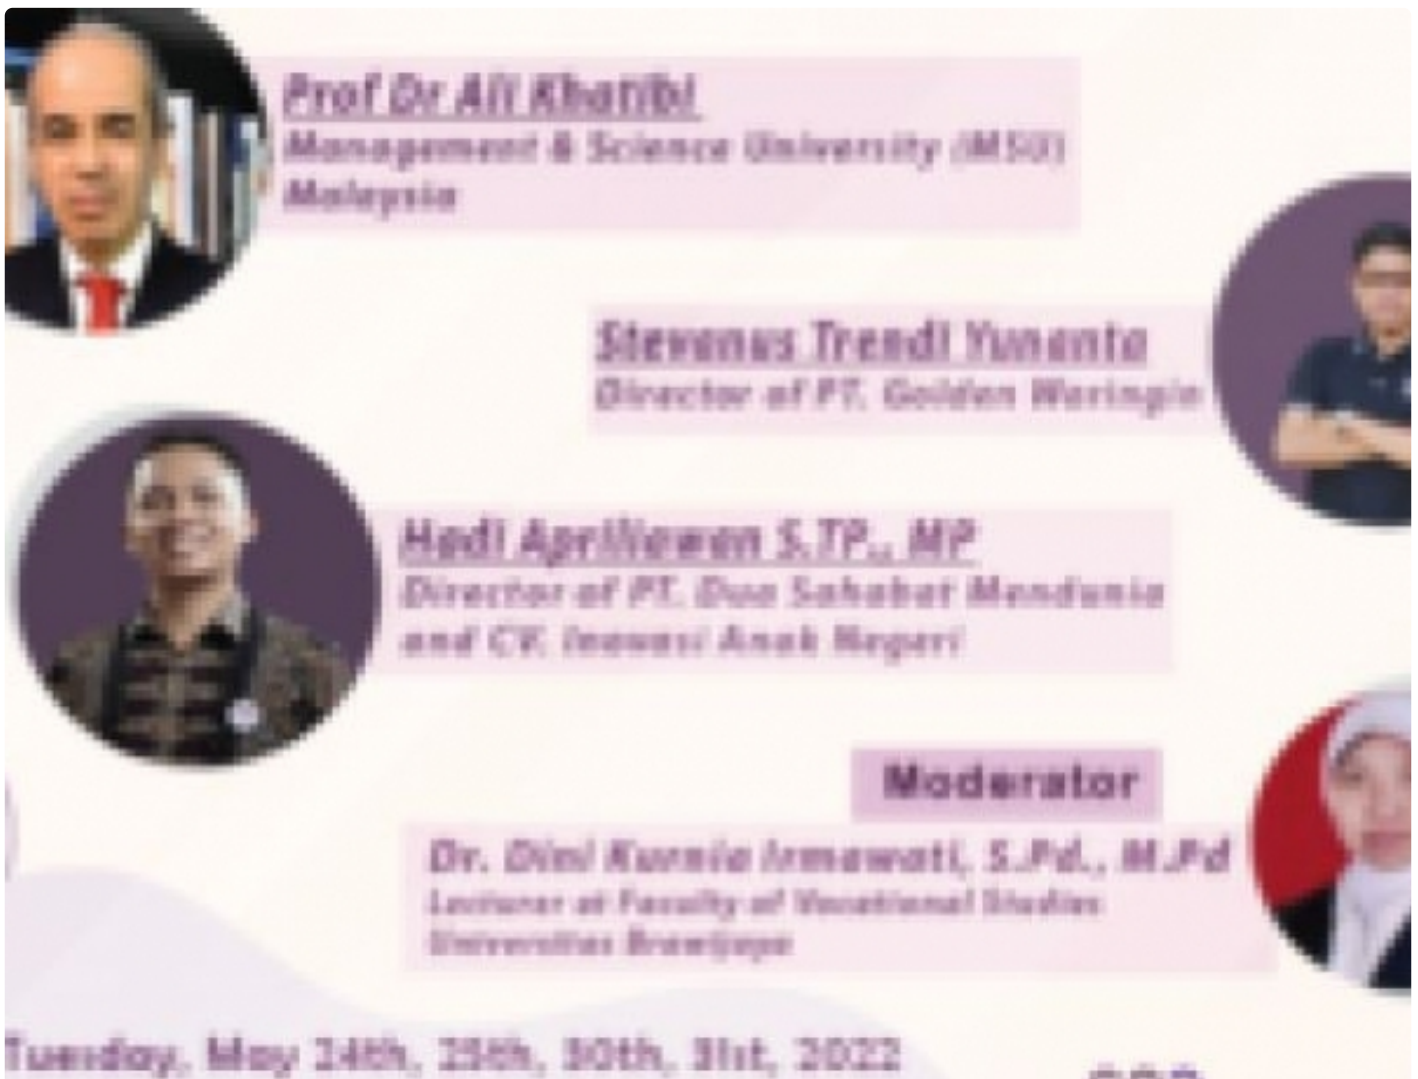 Prof Dr Ali Khatibi
Management & Science University (MSU)
Malaysia
Stevanus Trendi Yunanta
Director of PT. Golden Waringin
Hadi Apriliawan S.TP., MP
Director of PT. Dua Sahabat Mendunia
and CV. Inovasi Anak Negeri
Moderator
Dr. Dini Kurnia Irmawati, S.Pd., M.Pd
Lecturer at Faculty of Vocational Studies
Universitas Brawijaya
Tuesday, May 24th, 25th, 30th, 31st, 2022